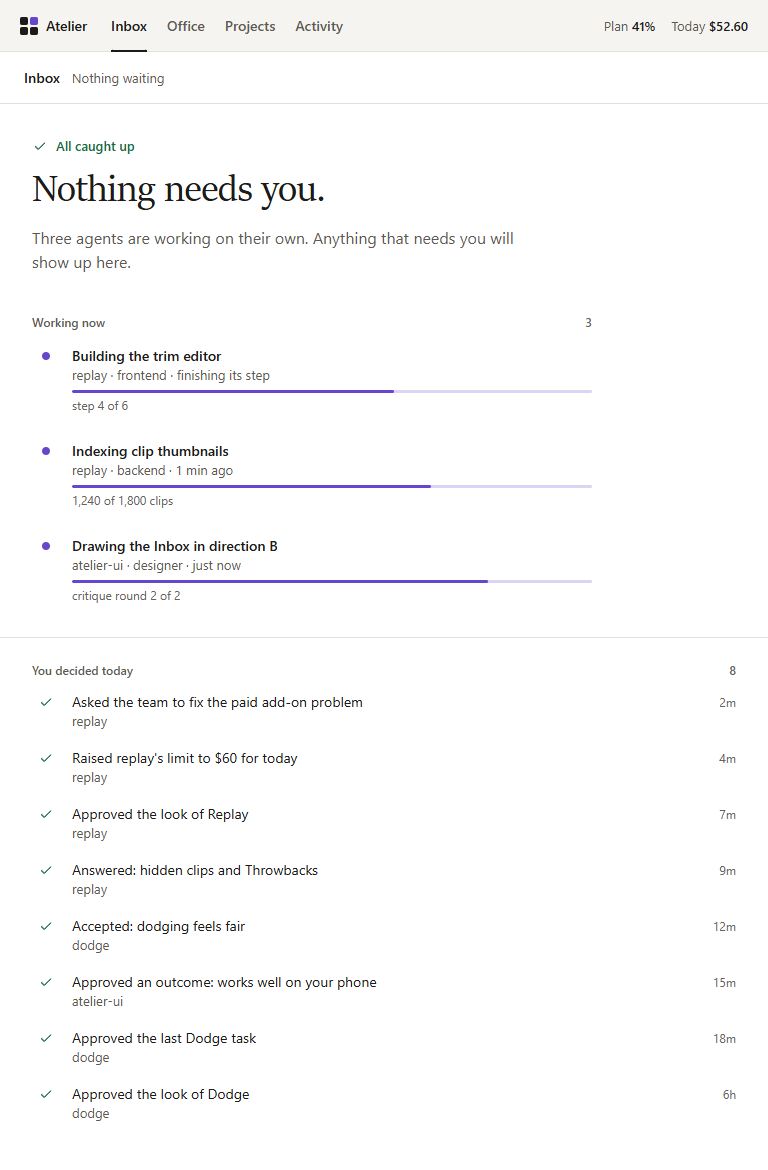 Atelier Inbox Office Projects Activity Plan 41% Today $52.60
Inbox Nothing waiting
All caught up
Nothing needs you.
Three agents are working on their own. Anything that needs you will
show up here.
Working now 3
Building the trim editor
replay · frontend · finishing its step
step 4 of 6
Indexing clip thumbnails
replay · backend · 1 min ago
1,240 of 1,800 clips
Drawing the Inbox in direction B
atelier-ui · designer · just now
critique round 2 of 2
You decided today 8
Asked the team to fix the paid add-on problem 2m
replay
Raised replay's limit to $60 for today 4m
replay
Approved the look of Replay 7m
replay
Answered: hidden clips and Throwbacks 9m
replay
Accepted: dodging feels fair 12m
dodge
Approved an outcome: works well on your phone 15m
atelier-ui
Approved the last Dodge task 18m
dodge
Approved the look of Dodge 6h
dodge